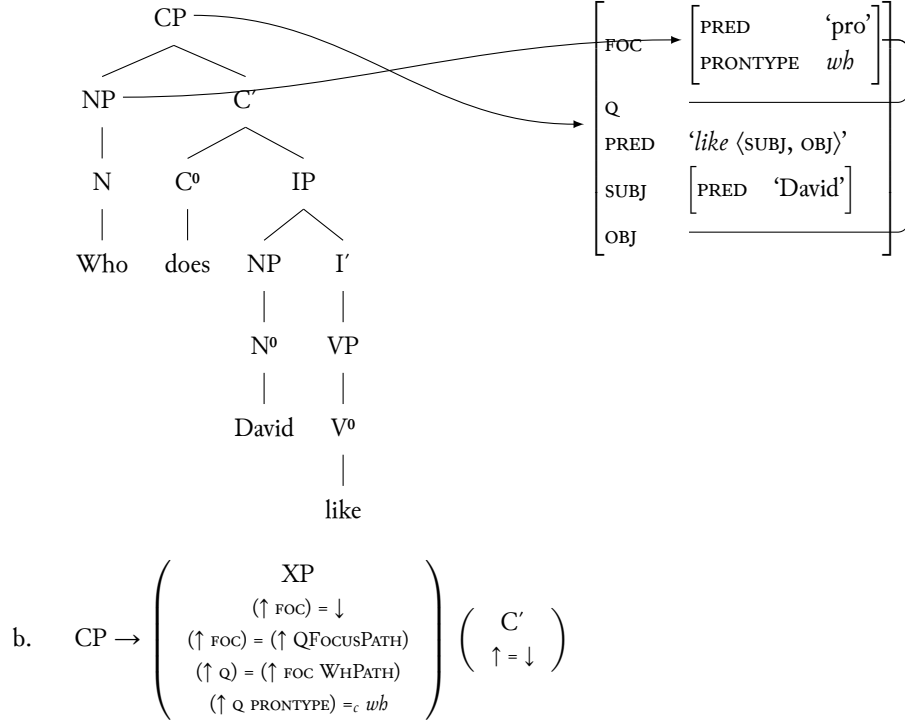 CP
NP C′
N C⁰ IP
Who does NP I′
N⁰ VP
David V⁰
like
FOC [PRED ‘pro’
PRONTYPE wh]
Q
PRED ‘like ⟨SUBJ, OBJ⟩’
SUBJ [PRED ‘David’]
OBJ
b. CP → ( XP
(↑ FOC) = ↓
(↑ FOC) = (↑ QFOCUSPATH)
(↑ Q) = (↑ FOC WHPATH)
(↑ Q PRONTYPE) =c wh )
( C′
↑ = ↓ )